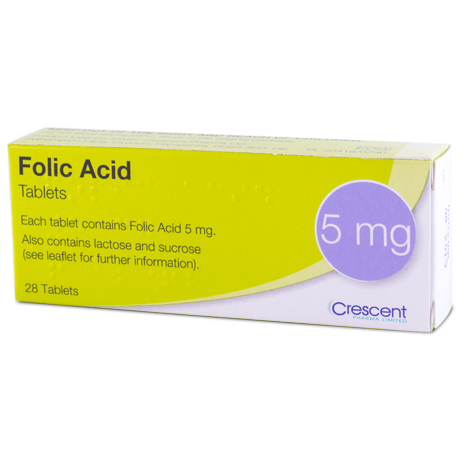 Folic Acid
Tablets
Each tablet contains Folic Acid 5 mg.
Also contains lactose and sucrose
(see leaflet for further information).
28 Tablets
5 mg
Crescent
PHARMA LIMITED